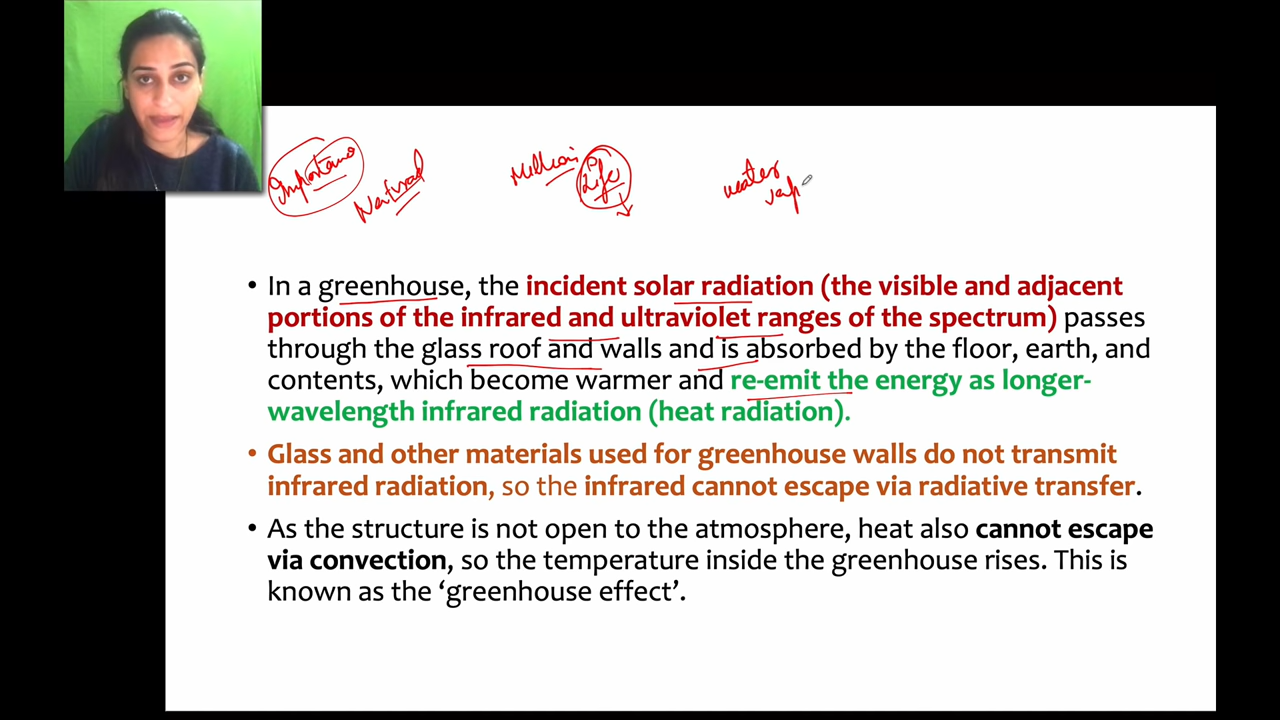 Importance
Natural
Million
Life
water
vap
• In a greenhouse, the incident solar radiation (the visible and adjacent
portions of the infrared and ultraviolet ranges of the spectrum) passes
through the glass roof and walls and is absorbed by the floor, earth, and
contents, which become warmer and re-emit the energy as longer-
wavelength infrared radiation (heat radiation).
• Glass and other materials used for greenhouse walls do not transmit
infrared radiation, so the infrared cannot escape via radiative transfer.
• As the structure is not open to the atmosphere, heat also cannot escape
via convection, so the temperature inside the greenhouse rises. This is
known as the ‘greenhouse effect’.